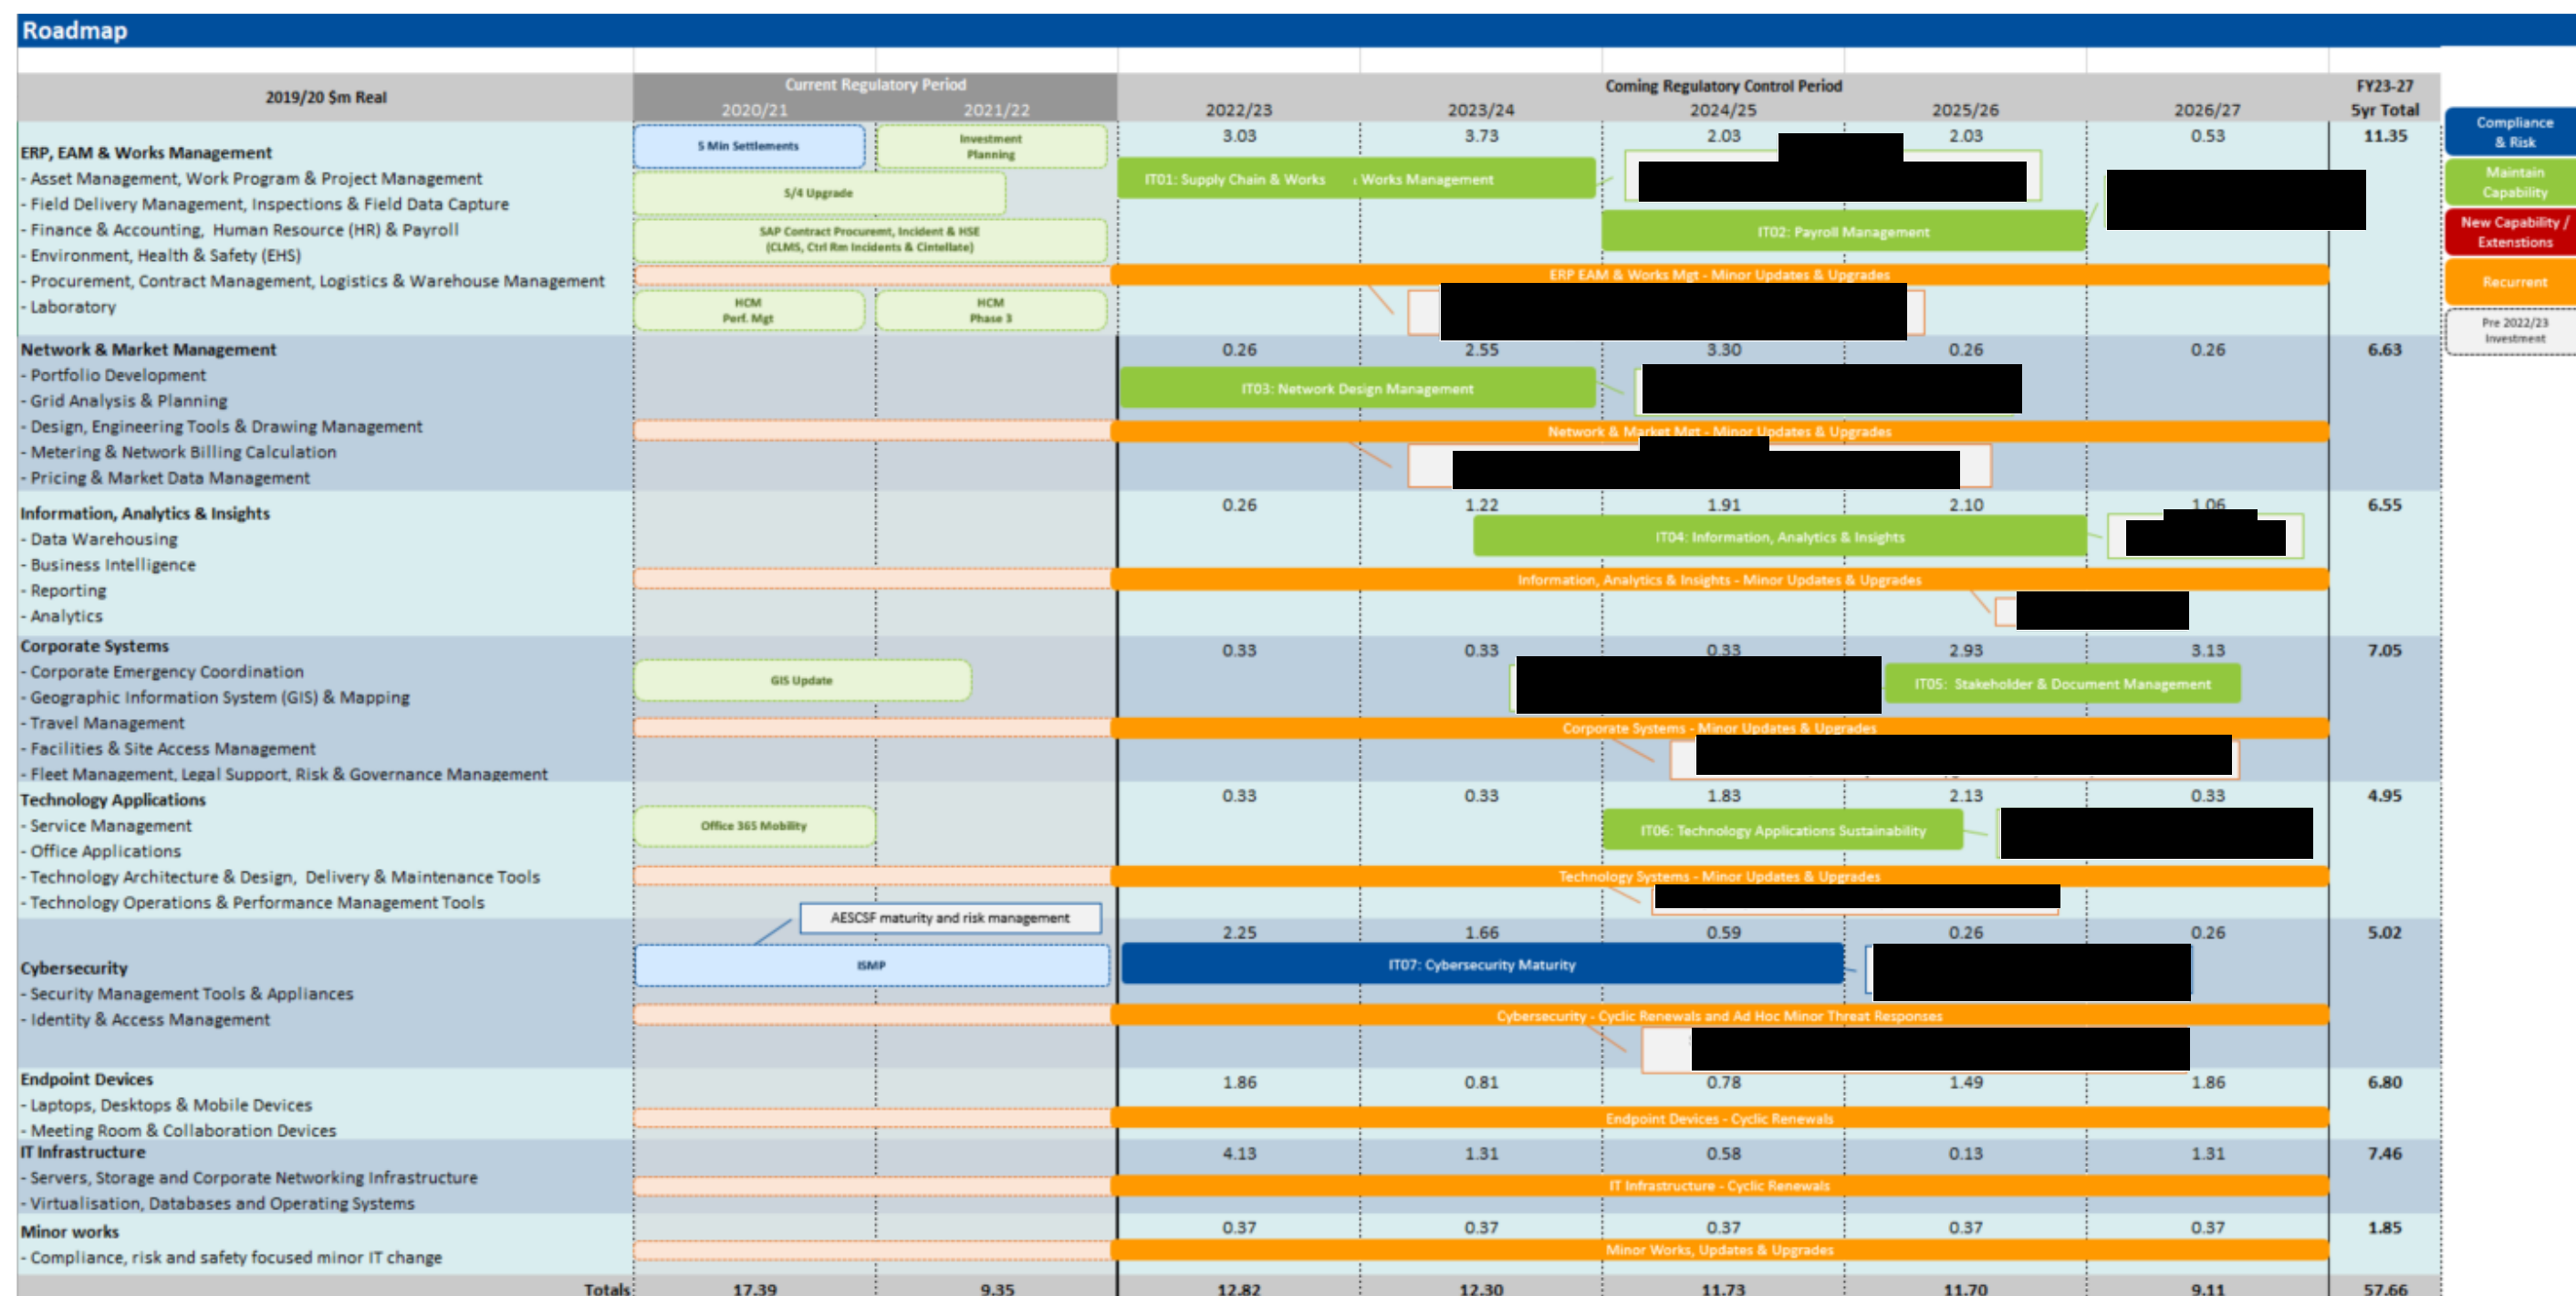 Roadmap
2019/20 $m Real
Current Regulatory Period
Coming Regulatory Control Period
FY23-27
2020/21 2021/22 2022/23 2023/24 2024/25 2025/26 2026/27 5yr Total
3.03 3.73 2.03 2.03 0.53 11.35
ERP, EAM & Works Management
- Asset Management, Work Program & Project Management
- Field Delivery Management, Inspections & Field Data Capture
- Finance & Accounting, Human Resource (HR) & Payroll
- Environment, Health & Safety (EHS)
- Procurement, Contract Management, Logistics & Warehouse Management
- Laboratory
5 Min Settlements
Investment
Planning
S/4 Upgrade
SAP Contract Procuremt, Incident & HSE
(CLMS, Ctrl Rm Incidents & Cintellate)
HCM
Perf. Mgt
HCM
Phase 3
IT01: Supply Chain & Works
Works Management
IT02: Payroll Management
ERP EAM & Works Mgt - Minor Updates & Upgrades
Network & Market Management
0.26 2.55 3.30 0.26 0.26 6.63
- Portfolio Development
- Grid Analysis & Planning
- Design, Engineering Tools & Drawing Management
- Metering & Network Billing Calculation
- Pricing & Market Data Management
IT03: Network Design Management
Network & Market Mgt - Minor Updates & Upgrades
Information, Analytics & Insights
0.26 1.22 1.91 2.10 1.06 6.55
- Data Warehousing
- Business Intelligence
- Reporting
- Analytics
IT04: Information, Analytics & Insights
Information, Analytics & Insights - Minor Updates & Upgrades
Corporate Systems
0.33 0.33 0.33 2.93 3.13 7.05
- Corporate Emergency Coordination
- Geographic Information System (GIS) & Mapping
- Travel Management
- Facilities & Site Access Management
- Fleet Management, Legal Support, Risk & Governance Management
GIS Update
IT05: Stakeholder & Document Management
Corporate Systems - Minor Updates & Upgrades
Technology Applications
0.33 0.33 1.83 2.13 0.33 4.95
- Service Management
- Office Applications
- Technology Architecture & Design, Delivery & Maintenance Tools
- Technology Operations & Performance Management Tools
Office 365 Mobility
IT06: Technology Applications Sustainability
Technology Systems - Minor Updates & Upgrades
AESCSF maturity and risk management
2.25 1.66 0.59 0.26 0.26 5.02
Cybersecurity
- Security Management Tools & Appliances
- Identity & Access Management
ISMP
IT07: Cybersecurity Maturity
Cybersecurity - Cyclic Renewals and Ad Hoc Minor Threat Responses
Endpoint Devices
1.86 0.81 0.78 1.49 1.86 6.80
- Laptops, Desktops & Mobile Devices
- Meeting Room & Collaboration Devices
Endpoint Devices - Cyclic Renewals
IT Infrastructure
4.13 1.31 0.58 0.13 1.31 7.46
- Servers, Storage and Corporate Networking Infrastructure
- Virtualisation, Databases and Operating Systems
IT Infrastructure - Cyclic Renewals
Minor works
0.37 0.37 0.37 0.37 0.37 1.85
- Compliance, risk and safety focused minor IT change
Minor Works, Updates & Upgrades
Totals 17.39 9.35 12.82 12.30 11.73 11.70 9.11 57.66
Compliance
& Risk
Maintain
Capability
New Capability /
Extenstions
Recurrent
Pre 2022/23
Investment